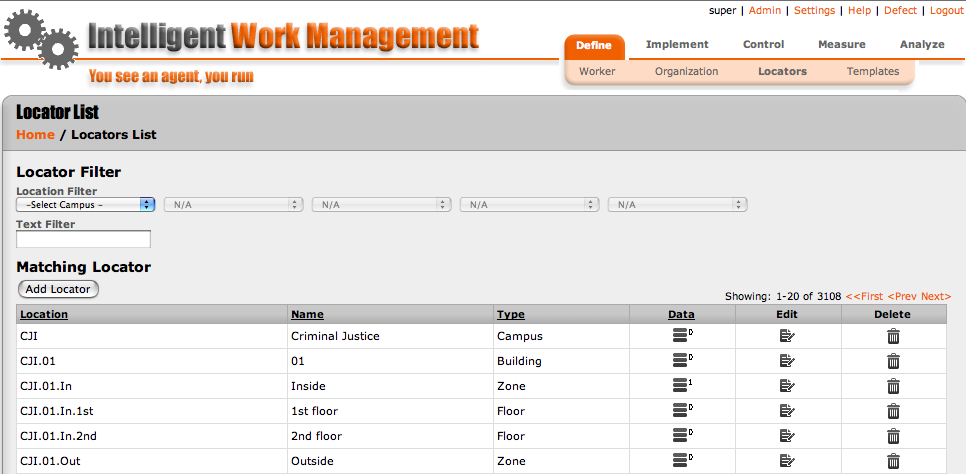 super | Admin | Settings | Help | Defect | Logout
Intelligent Work Management
You see an agent, you run
Define Implement Control Measure Analyze
Worker Organization Locators Templates
Locator List
Home / Locators List
Locator Filter
Location Filter
-Select Campus - N/A N/A N/A N/A
Text Filter
Matching Locator
Add Locator
Showing: 1-20 of 3108 <<First <Prev Next>
Location Name Type Data Edit Delete
CJI Criminal Justice Campus 0
CJI.01 01 Building 0
CJI.01.In Inside Zone 1
CJI.01.In.1st 1st floor Floor 0
CJI.01.In.2nd 2nd floor Floor 0
CJI.01.Out Outside Zone 0